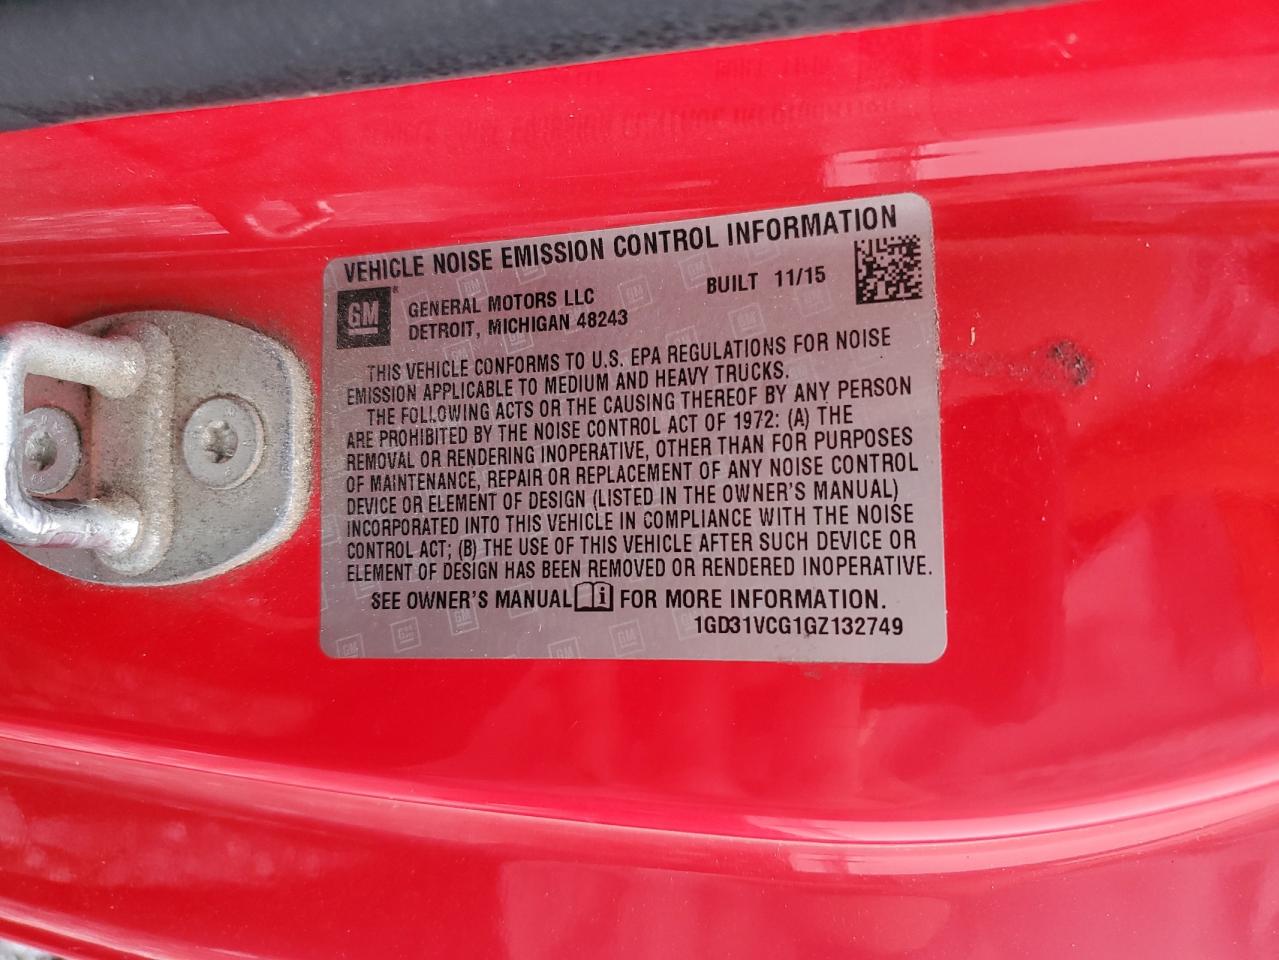 VEHICLE NOISE EMISSION CONTROL INFORMATION
GM®
GENERAL MOTORS LLC
DETROIT, MICHIGAN 48243
BUILT 11/15
THIS VEHICLE CONFORMS TO U.S. EPA REGULATIONS FOR NOISE
EMISSION APPLICABLE TO MEDIUM AND HEAVY TRUCKS.
THE FOLLOWING ACTS OR THE CAUSING THEREOF BY ANY PERSON
ARE PROHIBITED BY THE NOISE CONTROL ACT OF 1972: (A) THE
REMOVAL OR RENDERING INOPERATIVE, OTHER THAN FOR PURPOSES
OF MAINTENANCE, REPAIR OR REPLACEMENT OF ANY NOISE CONTROL
DEVICE OR ELEMENT OF DESIGN (LISTED IN THE OWNER'S MANUAL)
INCORPORATED INTO THIS VEHICLE IN COMPLIANCE WITH THE NOISE
CONTROL ACT; (B) THE USE OF THIS VEHICLE AFTER SUCH DEVICE OR
ELEMENT OF DESIGN HAS BEEN REMOVED OR RENDERED INOPERATIVE.
SEE OWNER'S MANUAL FOR MORE INFORMATION.
1GD31VCG1GZ132749